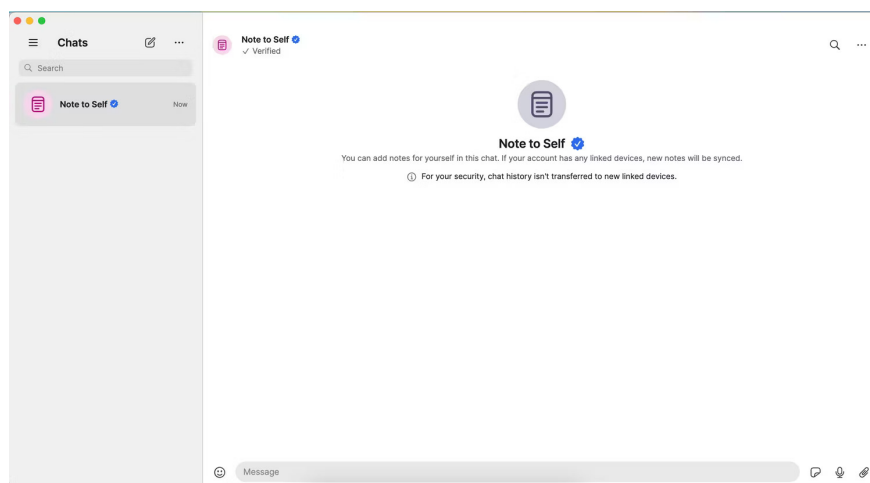 Chats
Search
Note to Self
Now
Note to Self
Verified
Note to Self
You can add notes for yourself in this chat. If your account has any linked devices, new notes will be synced.
For your security, chat history isn't transferred to new linked devices.
Message